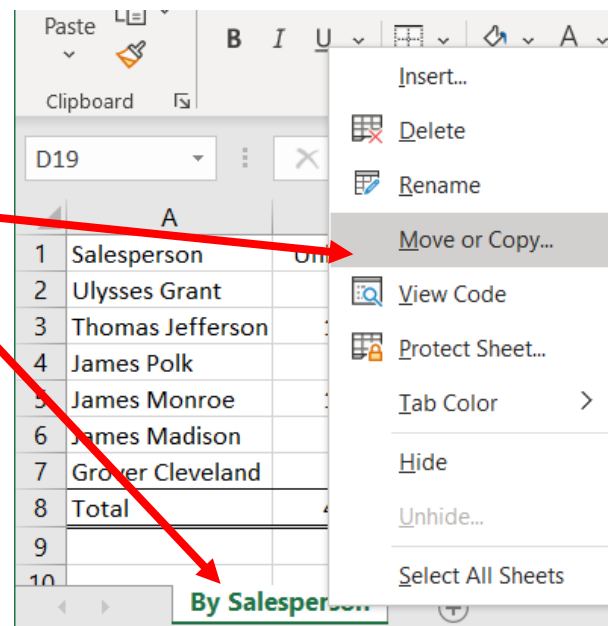 Paste
B I U A
Clipboard
D19
A
1 Salesperson
2 Ulysses Grant
3 Thomas Jefferson
4 James Polk
5 James Monroe
6 James Madison
7 Grover Cleveland
8 Total
9
10
By Salesperson
Insert...
Delete
Rename
Move or Copy...
View Code
Protect Sheet...
Tab Color
Hide
Unhide...
Select All Sheets